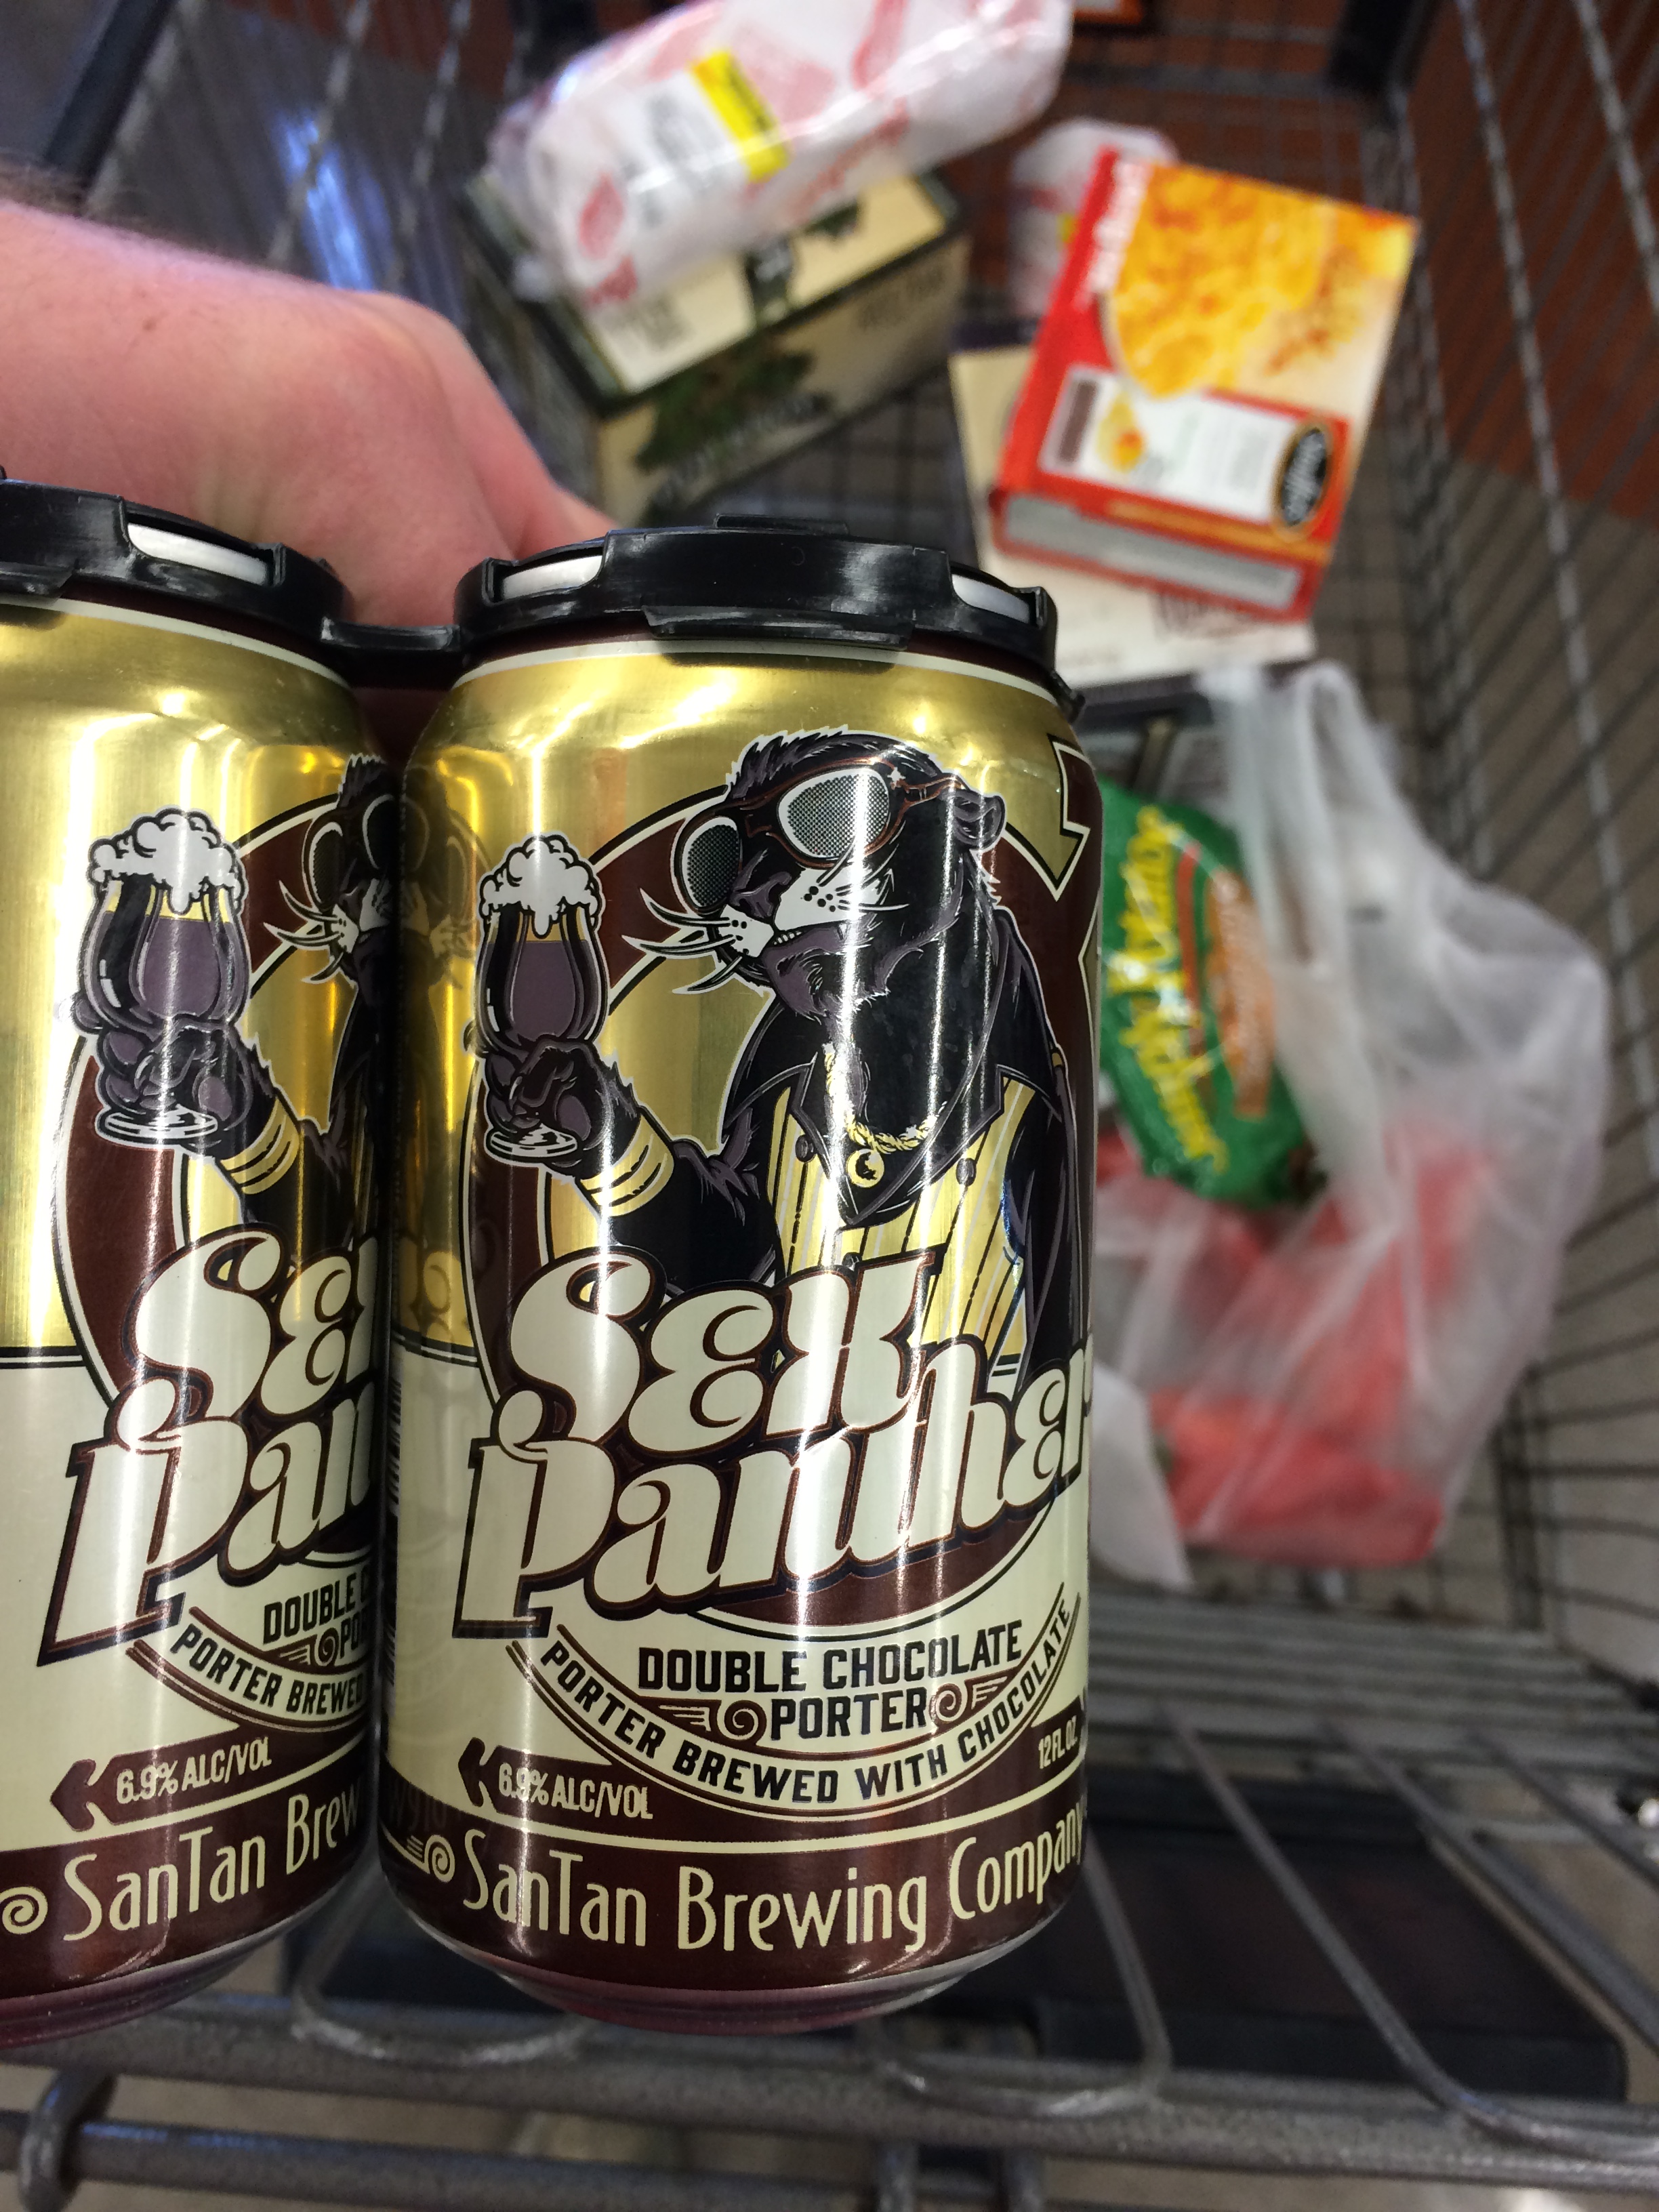 Sex
Panther
DOUBLE CHOCOLATE
PORTER
PORTER BREWED WITH CHOCOLATE
6.9% ALC/VOL
12 FL OZ
SanTan Brewing Company
Sex
Pan
DOUBLE
PORTER BREWED
6.9% ALC/VOL
SanTan Brew
Stouffer's